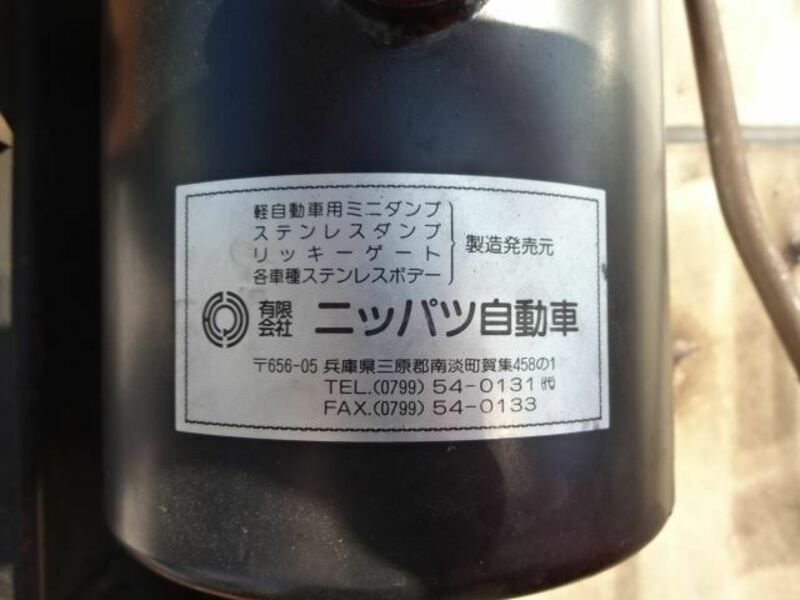 軽自動車用ミニダンプ
ステンレスダンプ
リッキーゲート
各車種ステンレスボデー
製造発売元
有限会社 ニッパツ自動車
〒656-05 兵庫県三原郡南淡町賀集458の1
TEL.(0799) 54-0131 (代)
FAX.(0799) 54-0133